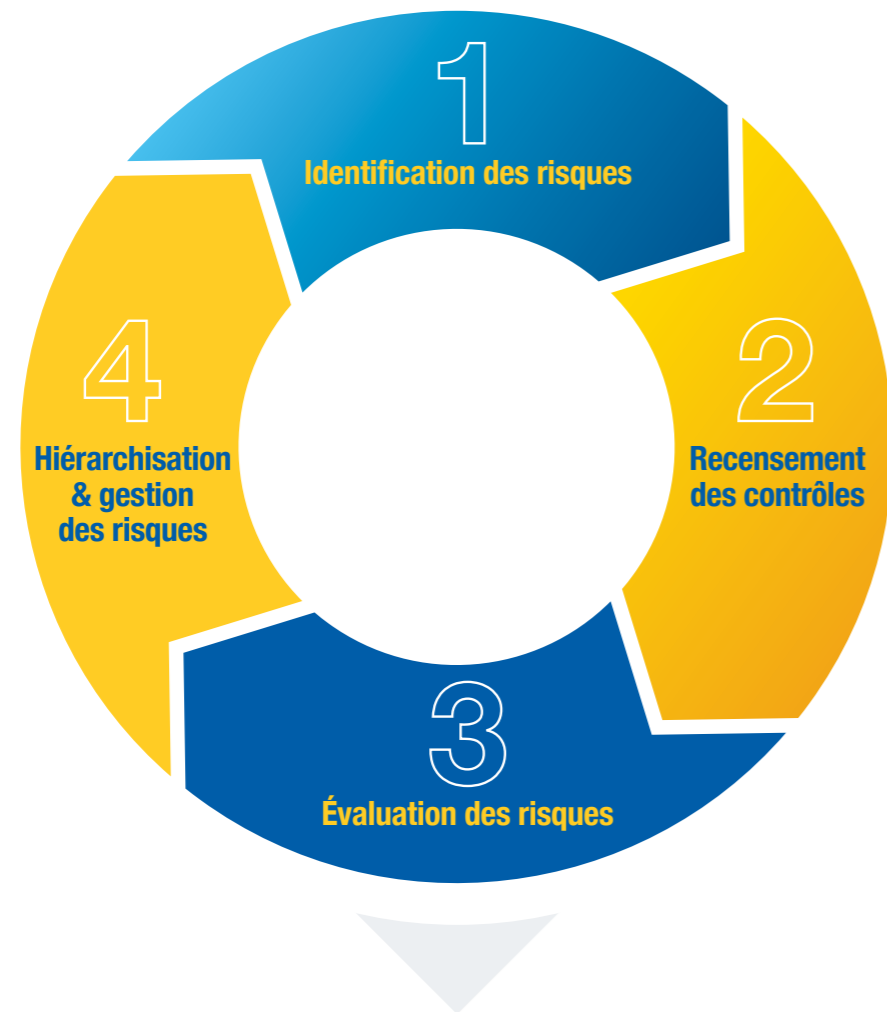 1
Identification des risques
2
Recensement
des contrôles
3
Évaluation des risques
4
Hiérarchisation
& gestion
des risques